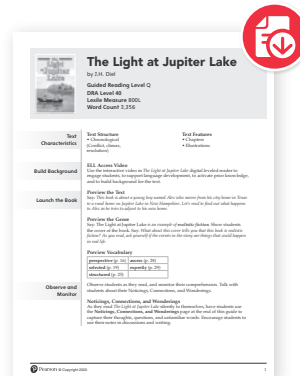 The Light at Jupiter Lake
by J.H. Diel
Guided Reading Level Q
DRA Level 40
Lexile Measure 800L
Word Count 3,356
Text Characteristics
Text Structure
• Chronological
(Conflict, climax,
resolution)
Text Features
• Chapters
• Illustrations
Build Background
ELL Access Video
Use the interactive video in The Light at Jupiter Lake digital leveled reader to
engage students, to support language development, to activate prior knowledge,
and to build background for the text.
Launch the Book
Preview the Text
Say: This book is about a young boy named Alex who moves from his city home in Texas
to a rural home on Jupiter Lake in New Hampshire. Let's read to find out what happens
to Alex as he tries to adjust to his new home.
Preview the Genre
Say: The Light at Jupiter Lake is an example of realistic fiction. Show students
the cover of the book. Say: What about this cover tells you that this book is realistic
fiction? As you read, ask yourself if the events in the story are things that could happen
in real life.
Preview Vocabulary
perspective (p. 16) assess (p. 28)
selected (p. 19) expertly (p. 29)
structured (p. 25)
Observe and Monitor
Observe students as they read, and monitor their comprehension. Talk with
students about their Noticings, Connections, and Wonderings.
Noticings, Connections, and Wonderings
As they read The Light at Jupiter Lake silently to themselves, have students use
the Noticings, Connections, and Wonderings page at the end of this guide to
capture their thoughts, questions, and unfamiliar words. Encourage students to
use their notes in discussions and writing.
Pearson © Copyright 2020.
1